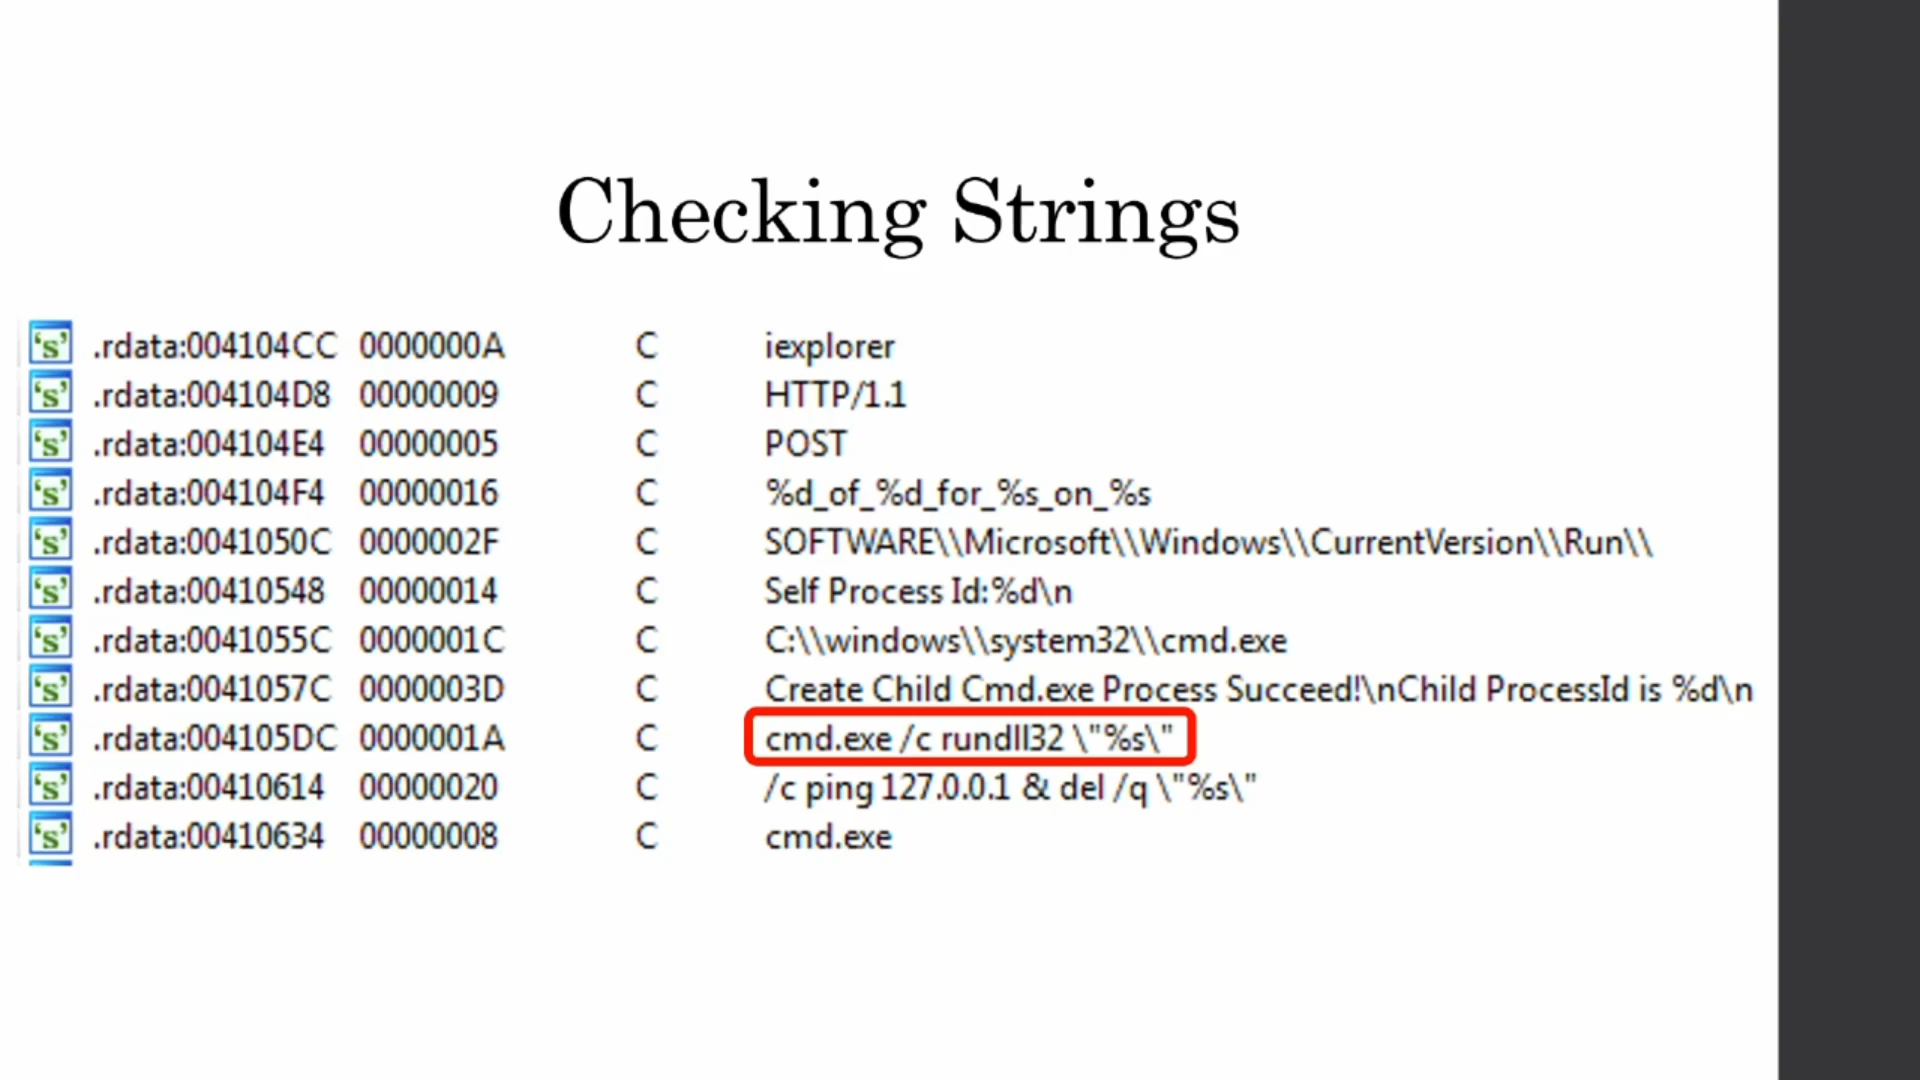 Checking Strings
's' .rdata:004104CC 0000000A C iexplorer
's' .rdata:004104D8 00000009 C HTTP/1.1
's' .rdata:004104E4 00000005 C POST
's' .rdata:004104F4 00000016 C %d_of_%d_for_%s_on_%s
's' .rdata:0041050C 0000002F C SOFTWARE\\Microsoft\\Windows\\CurrentVersion\\Run\\
's' .rdata:00410548 00000014 C Self Process Id:%d\n
's' .rdata:0041055C 0000001C C C:\\windows\\system32\\cmd.exe
's' .rdata:0041057C 0000003D C Create Child Cmd.exe Process Succeed!\nChild ProcessId is %d\n
's' .rdata:004105DC 0000001A C cmd.exe /c rundll32 \"%s\"
's' .rdata:00410614 00000020 C /c ping 127.0.0.1 & del /q \"%s\"
's' .rdata:00410634 00000008 C cmd.exe